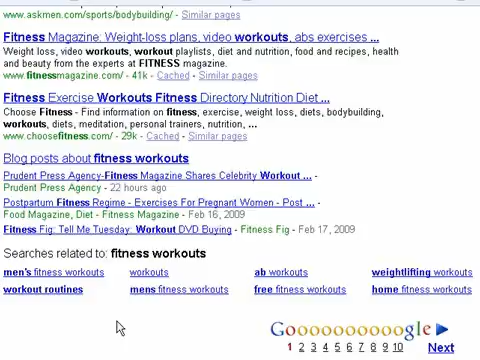 www.askmen.com/sports/bodybuilding/ - Similar pages
Fitness Magazine: Weight-loss plans, video workouts, abs exercises ...
Weight loss, video workouts, workout playlists, diet and nutrition, food and recipes, health
and beauty from the experts at FITNESS magazine.
www.fitnessmagazine.com/ - 41k - Cached - Similar pages
Fitness Exercise Workouts Fitness Directory Nutrition Diet ...
Choose Fitness - Find information on fitness, exercise, weight loss, diets, bodybuilding,
workouts, diets, meditation, personal trainers, nutrition, ...
www.choosefitness.com/ - 29k - Cached - Similar pages
Blog posts about fitness workouts
Prudent Press Agency-Fitness Magazine Shares Celebrity Workout ... -
Prudent Press Agency - 22 hours ago
Postpartum Fitness Regime - Exercises For Pregnant Women - Post ... -
Food Magazine, Diet - Fitness Magazine - Feb 16, 2009
Fitness Fig: Tell Me Tuesday: Workout DVD Buying - Fitness Fig - Feb 17, 2009
Searches related to: fitness workouts
men's fitness workouts workouts ab workouts weightlifting workouts
workout routines mens fitness workouts free fitness workouts home fitness workouts
Goooooooooogle
1 2 3 4 5 6 7 8 9 10 Next